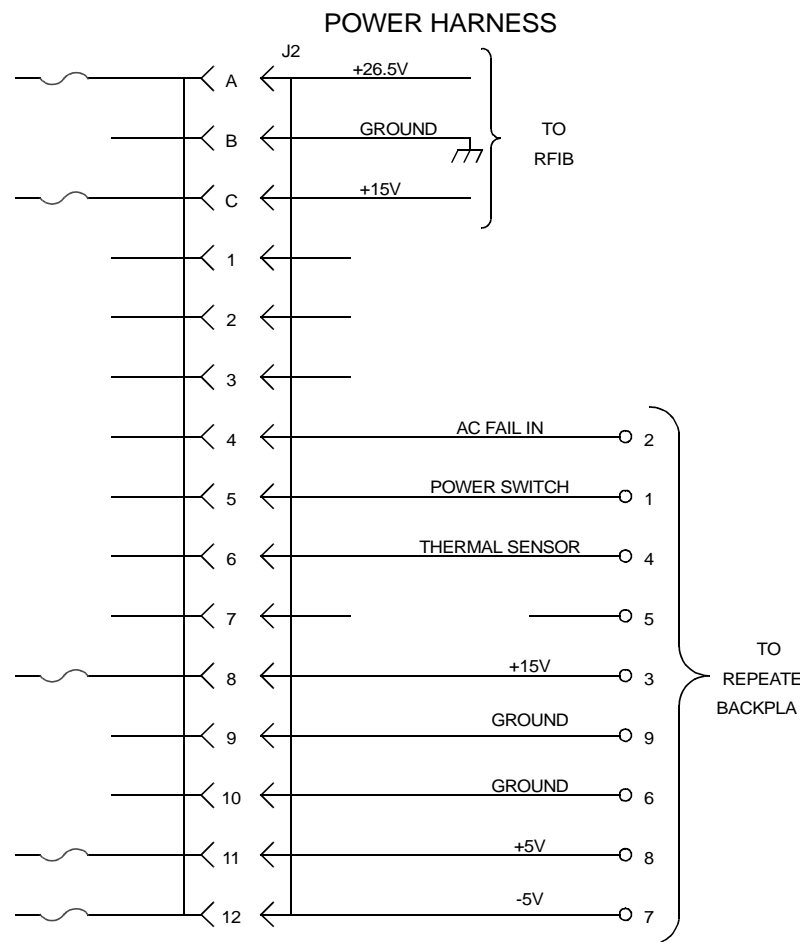 POWER HARNESS
J2
A +26.5V
B GROUND
TO
RFIB
C +15V
1
2
3
4 AC FAIL IN 2
5 POWER SWITCH 1
6 THERMAL SENSOR 4
7 5
TO
REPEATE
BACKPLA
8 +15V 3
9 GROUND 9
10 GROUND 6
11 +5V 8
12 -5V 7